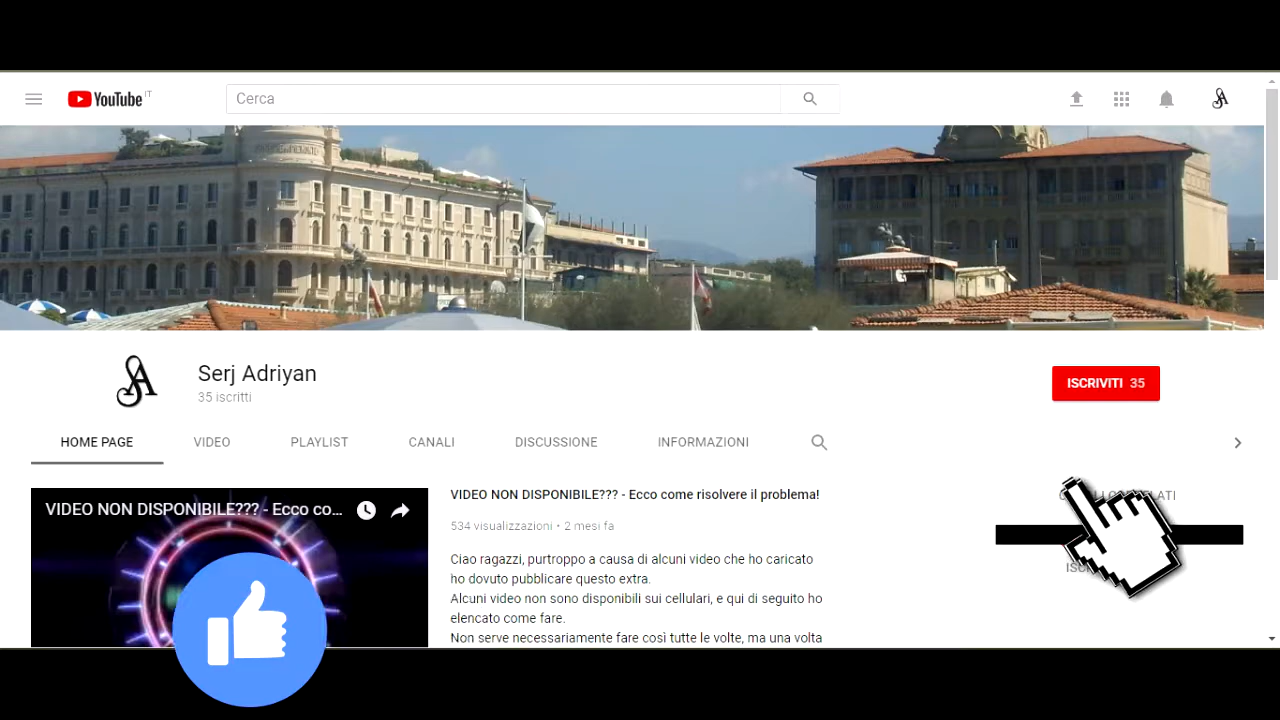 YouTube IT
Cerca
Serj Adriyan
35 iscritti
ISCRIVITI 35
HOME PAGE
VIDEO
PLAYLIST
CANALI
DISCUSSIONE
INFORMAZIONI
VIDEO NON DISPONIBILE??? - Ecco co...
VIDEO NON DISPONIBILE??? - Ecco come risolvere il problema!
534 visualizzazioni • 2 mesi fa
Ciao ragazzi, purtroppo a causa di alcuni video che ho caricato
ho dovuto pubblicare questo extra.
Alcuni video non sono disponibili sui cellulari, e qui di seguito ho
elencato come fare.
Non serve necessariamente fare così tutte le volte, ma una volta